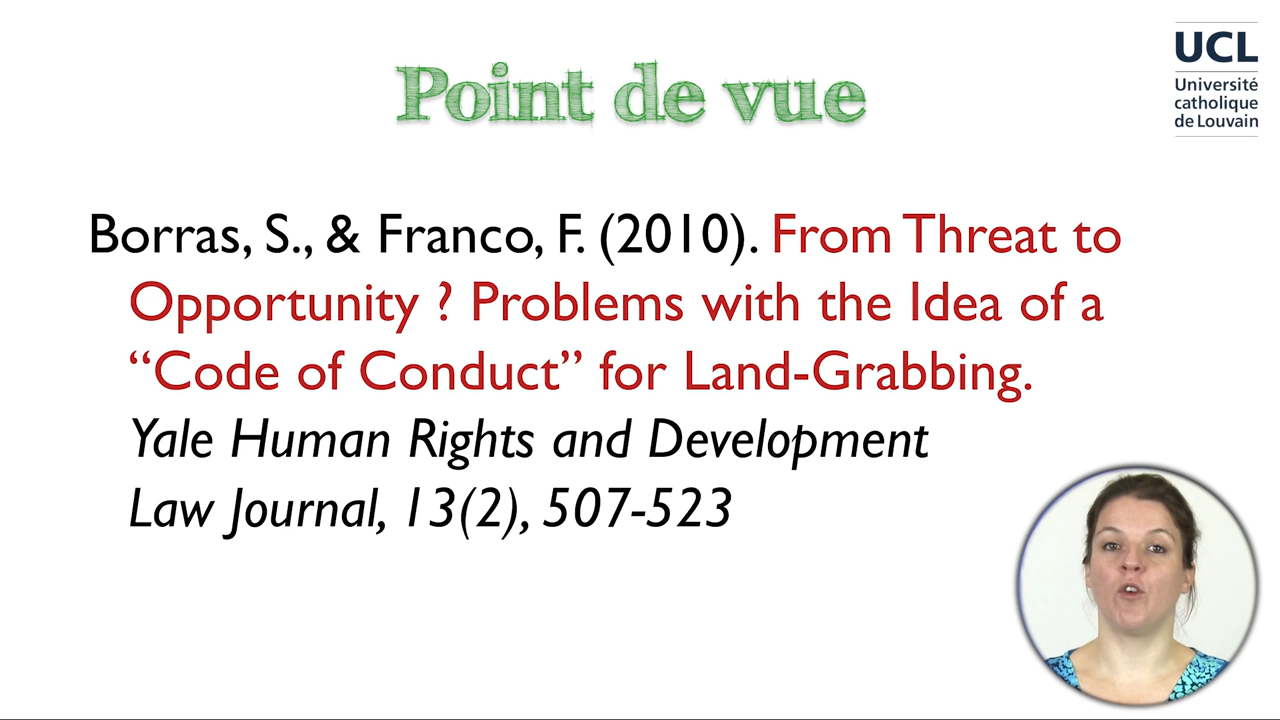 Point de vue
UCL
Université
catholique
de Louvain
Borras, S., & Franco, F. (2010). From Threat to
Opportunity ? Problems with the Idea of a
“Code of Conduct” for Land-Grabbing.
Yale Human Rights and Development
Law Journal, 13(2), 507-523